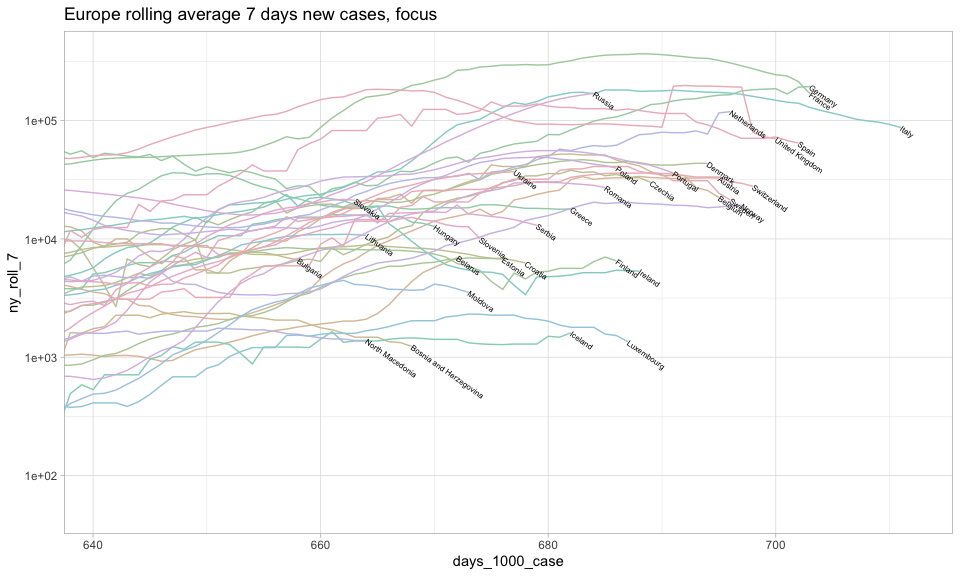 Europe rolling average 7 days new cases, focus
ny_roll_7
1e+05
1e+04
1e+03
1e+02
Germany
France
Russia
Italy
Netherlands
United Kingdom
Spain
Denmark
Austria
Switzerland
Portugal
Poland
Czechia
Ukraine
Romania
Norway
Greece
Serbia
Slovakia
Hungary
Lithuania
Slovenia
Estonia
Croatia
Belarus
Bulgaria
Finland
Ireland
Moldova
Iceland
Luxembourg
North Macedonia
Bosnia and Herzegovina
640
660
680
700
days_1000_case